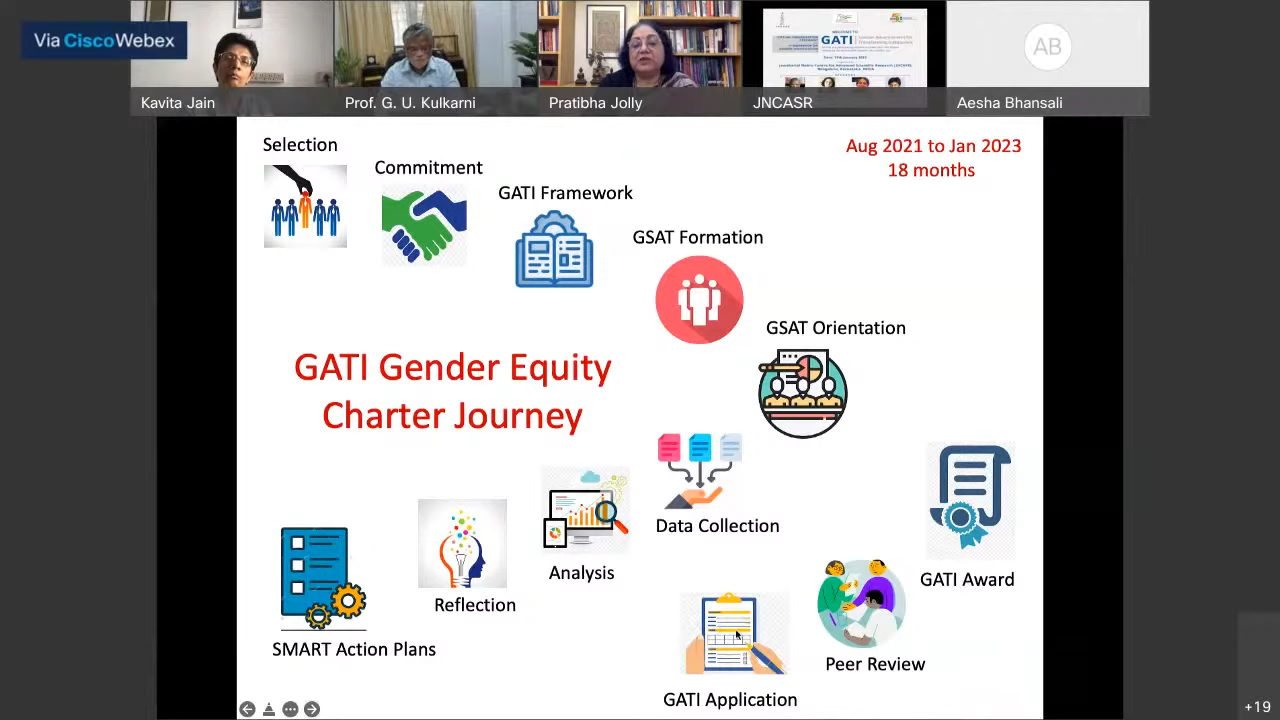 Via CiscoWebex
Kavita Jain
Prof. G. U. Kulkarni
Pratibha Jolly
JNCASR
GATI
AB
Aesha Bhansali
Selection
Commitment
GATI Framework
GSAT Formation
GSAT Orientation
Aug 2021 to Jan 2023
18 months
GATI Gender Equity
Charter Journey
Data Collection
Analysis
Reflection
SMART Action Plans
GATI Application
Peer Review
GATI Award
+19